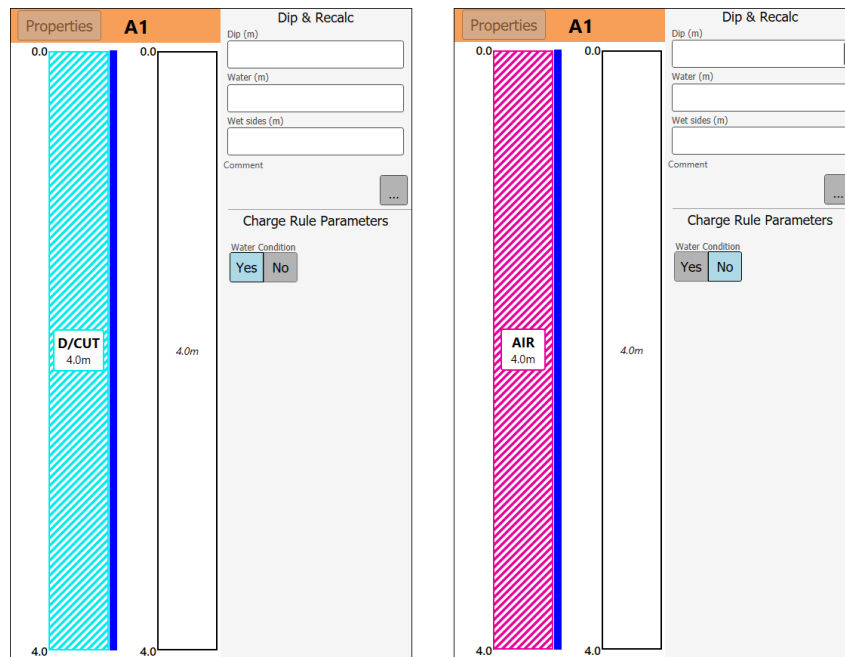 Properties
A1
Dip & Recalc
Dip (m)
0.0
0.0
Water (m)
Wet sides (m)
Comment
...
Charge Rule Parameters
Water Condition
Yes No
D/CUT
4.0m
4.0m
4.0
4.0
Properties
A1
Dip & Recalc
Dip (m)
0.0
0.0
Water (m)
Wet sides (m)
Comment
...
Charge Rule Parameters
Water Condition
Yes No
AIR
4.0m
4.0m
4.0
4.0